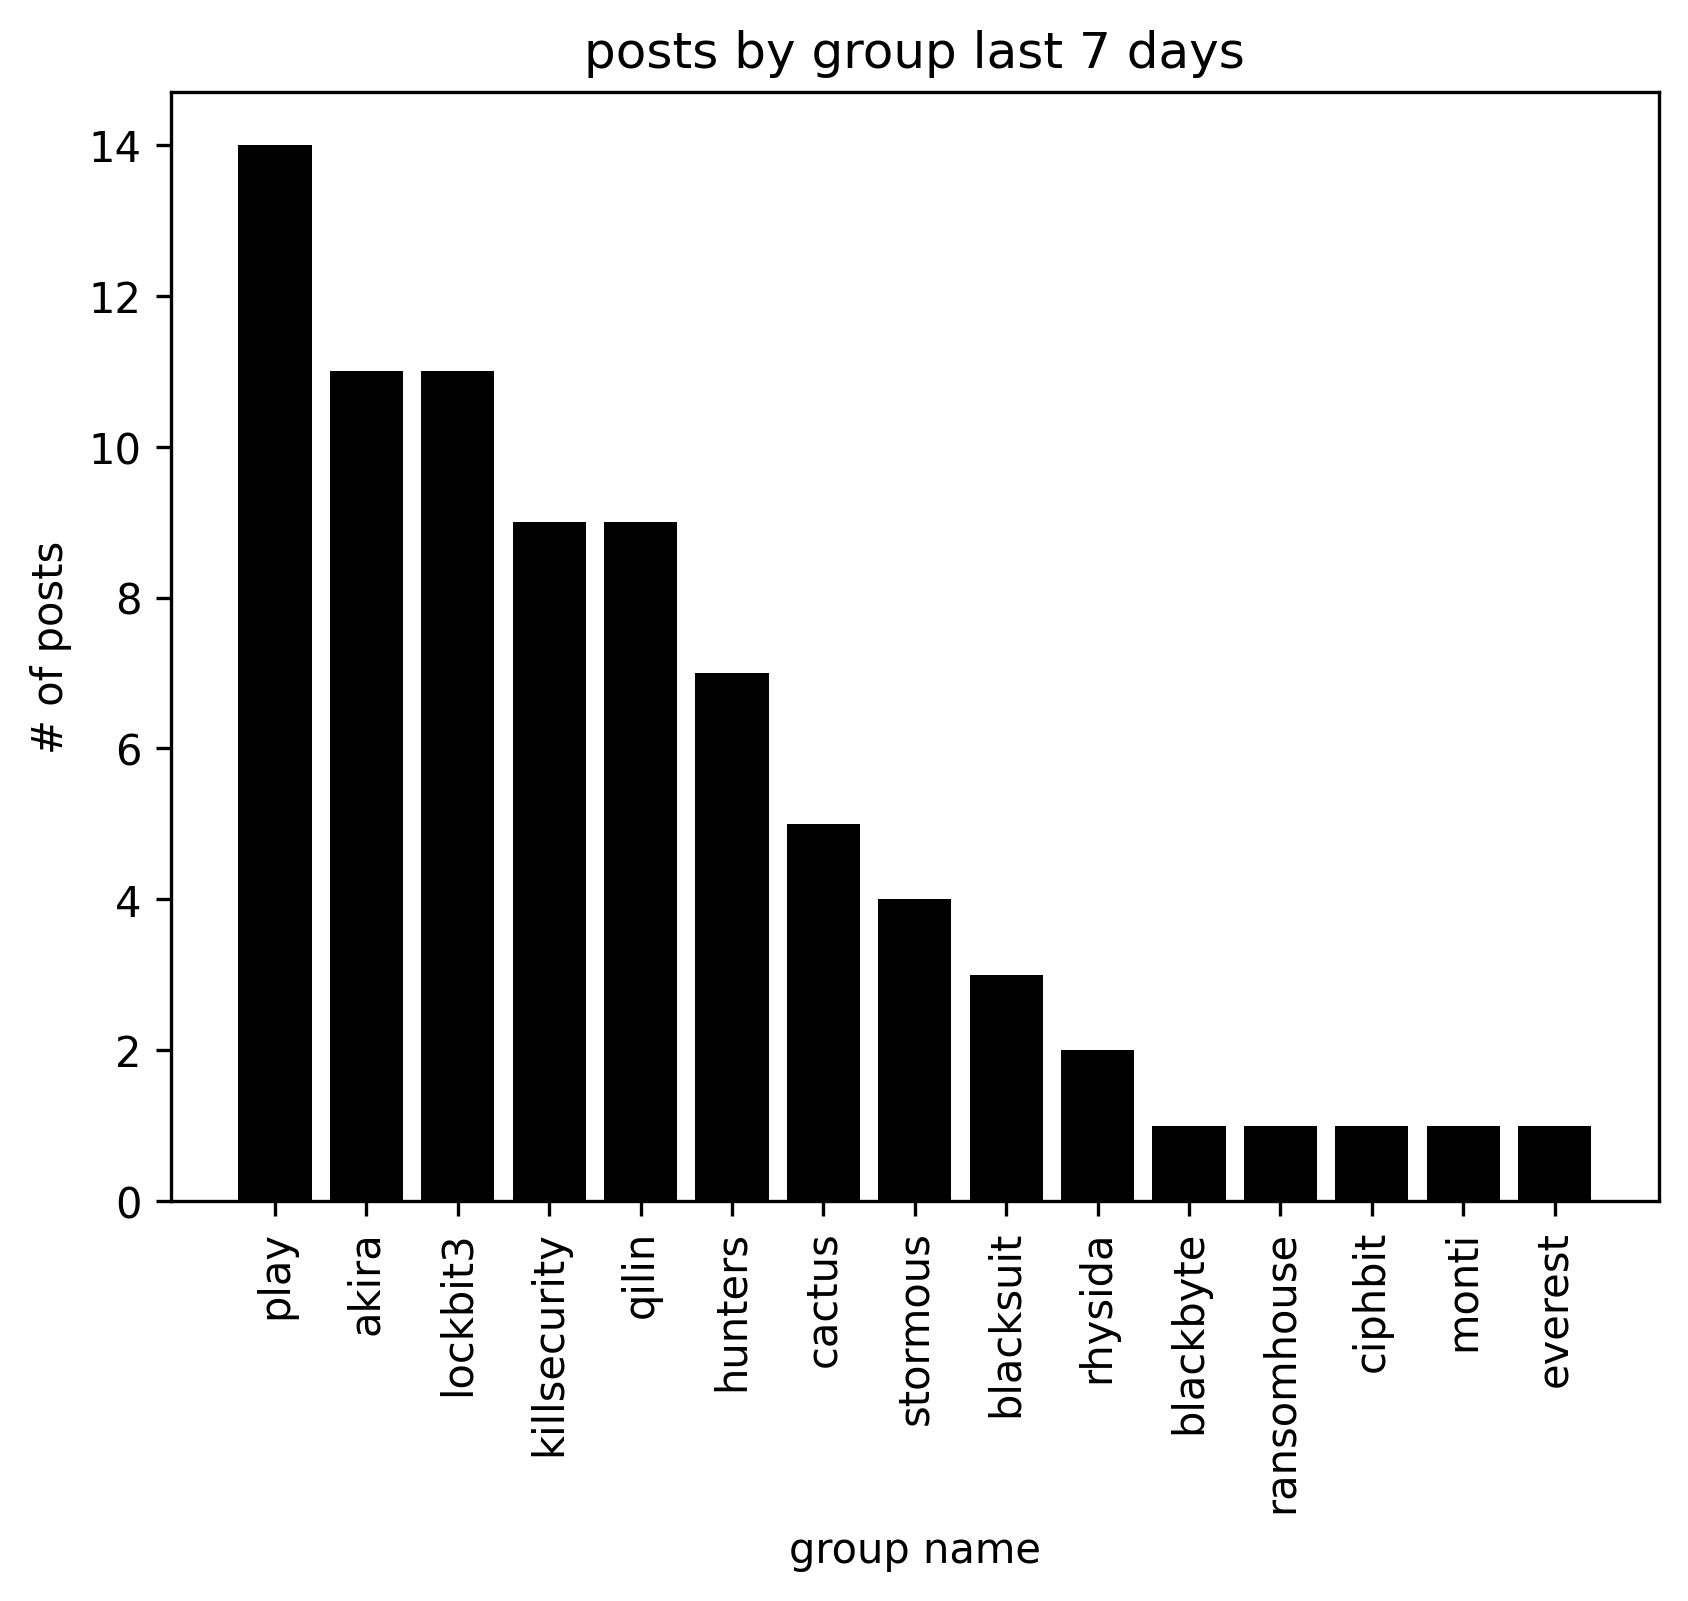 posts by group last 7 days
# of posts
14
12
10
8
6
4
2
0
play
akira
lockbit3
killsecurity
qilin
hunters
cactus
stormous
blacksuit
rhysida
blackbyte
ransomhouse
ciphbit
monti
everest
group name